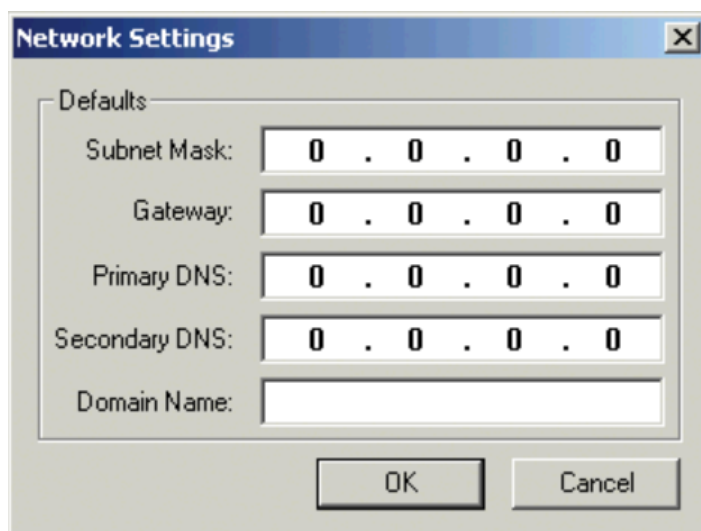 Network Settings
Defaults
Subnet Mask: 0 . 0 . 0 . 0
Gateway: 0 . 0 . 0 . 0
Primary DNS: 0 . 0 . 0 . 0
Secondary DNS: 0 . 0 . 0 . 0
Domain Name:
OK Cancel